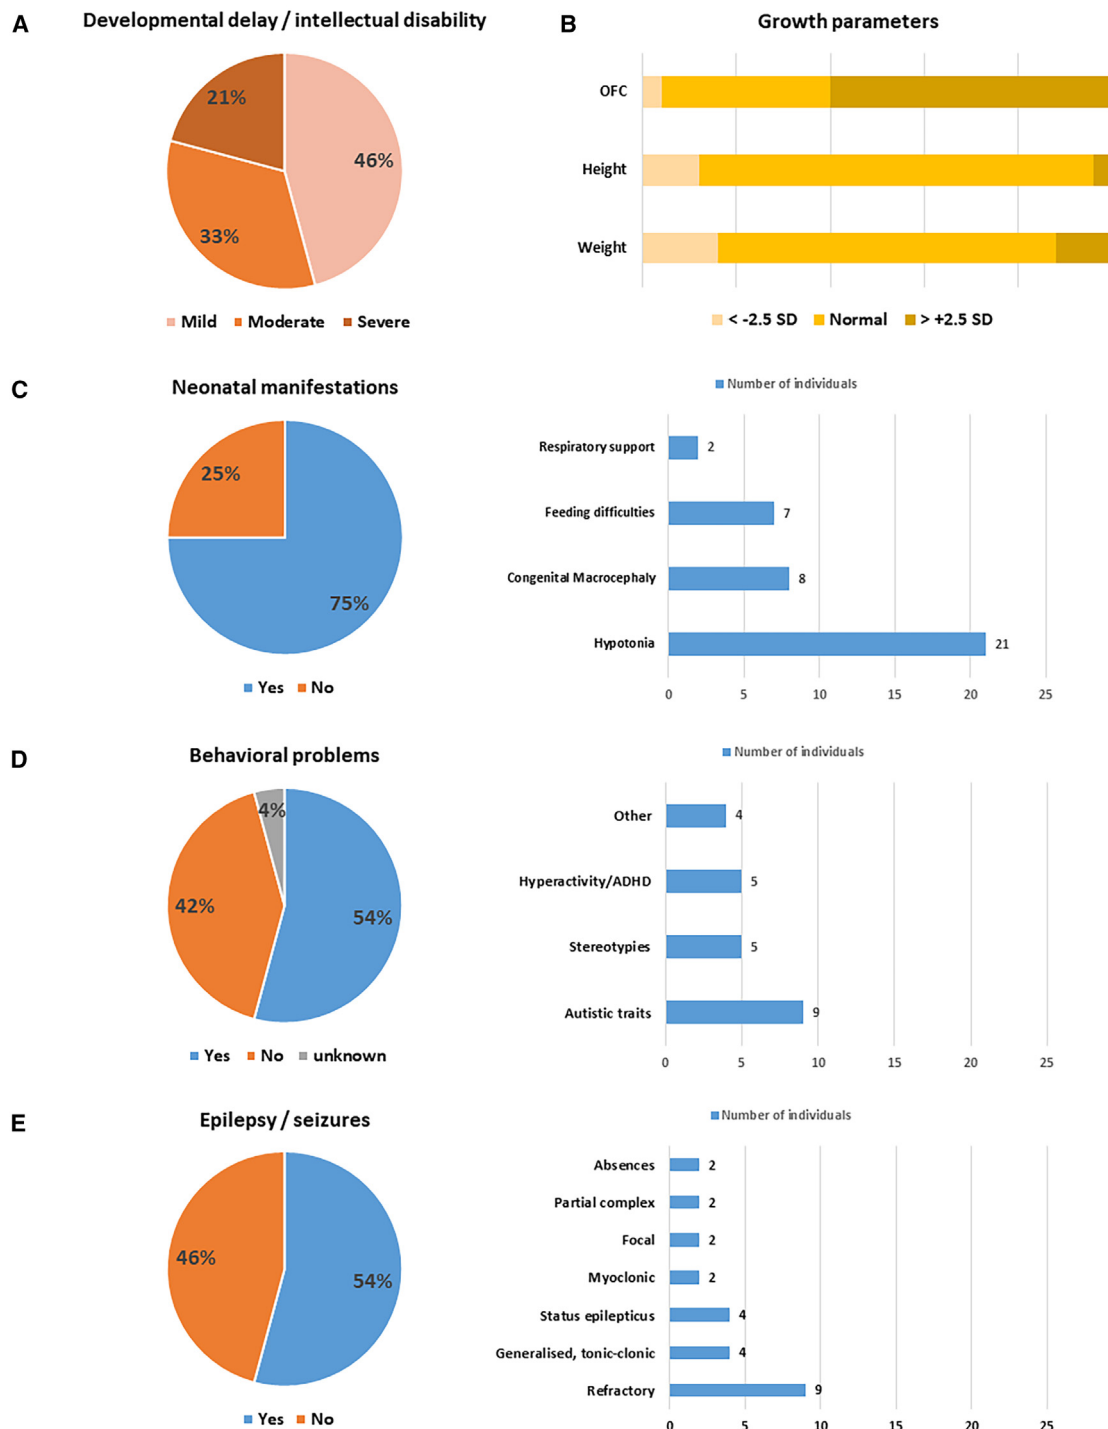 A
Developmental delay / intellectual disability
21%
46%
33%
Mild Moderate Severe
B
Growth parameters
OFC
Height
Weight
< -2.5 SD Normal > +2.5 SD
C
Neonatal manifestations
25%
75%
Yes No
Number of individuals
Respiratory support 2
Feeding difficulties 7
Congenital Macrocephaly 8
Hypotonia 21
0 5 10 15 20 25
D
Behavioral problems
4%
42%
54%
Yes No unknown
Number of individuals
Other 4
Hyperactivity/ADHD 5
Stereotypies 5
Autistic traits 9
0 5 10 15 20 25
E
Epilepsy / seizures
46%
54%
Yes No
Number of individuals
Absences 2
Partial complex 2
Focal 2
Myoclonic 2
Status epilepticus 4
Generalised, tonic-clonic 4
Refractory 9
0 5 10 15 20 25